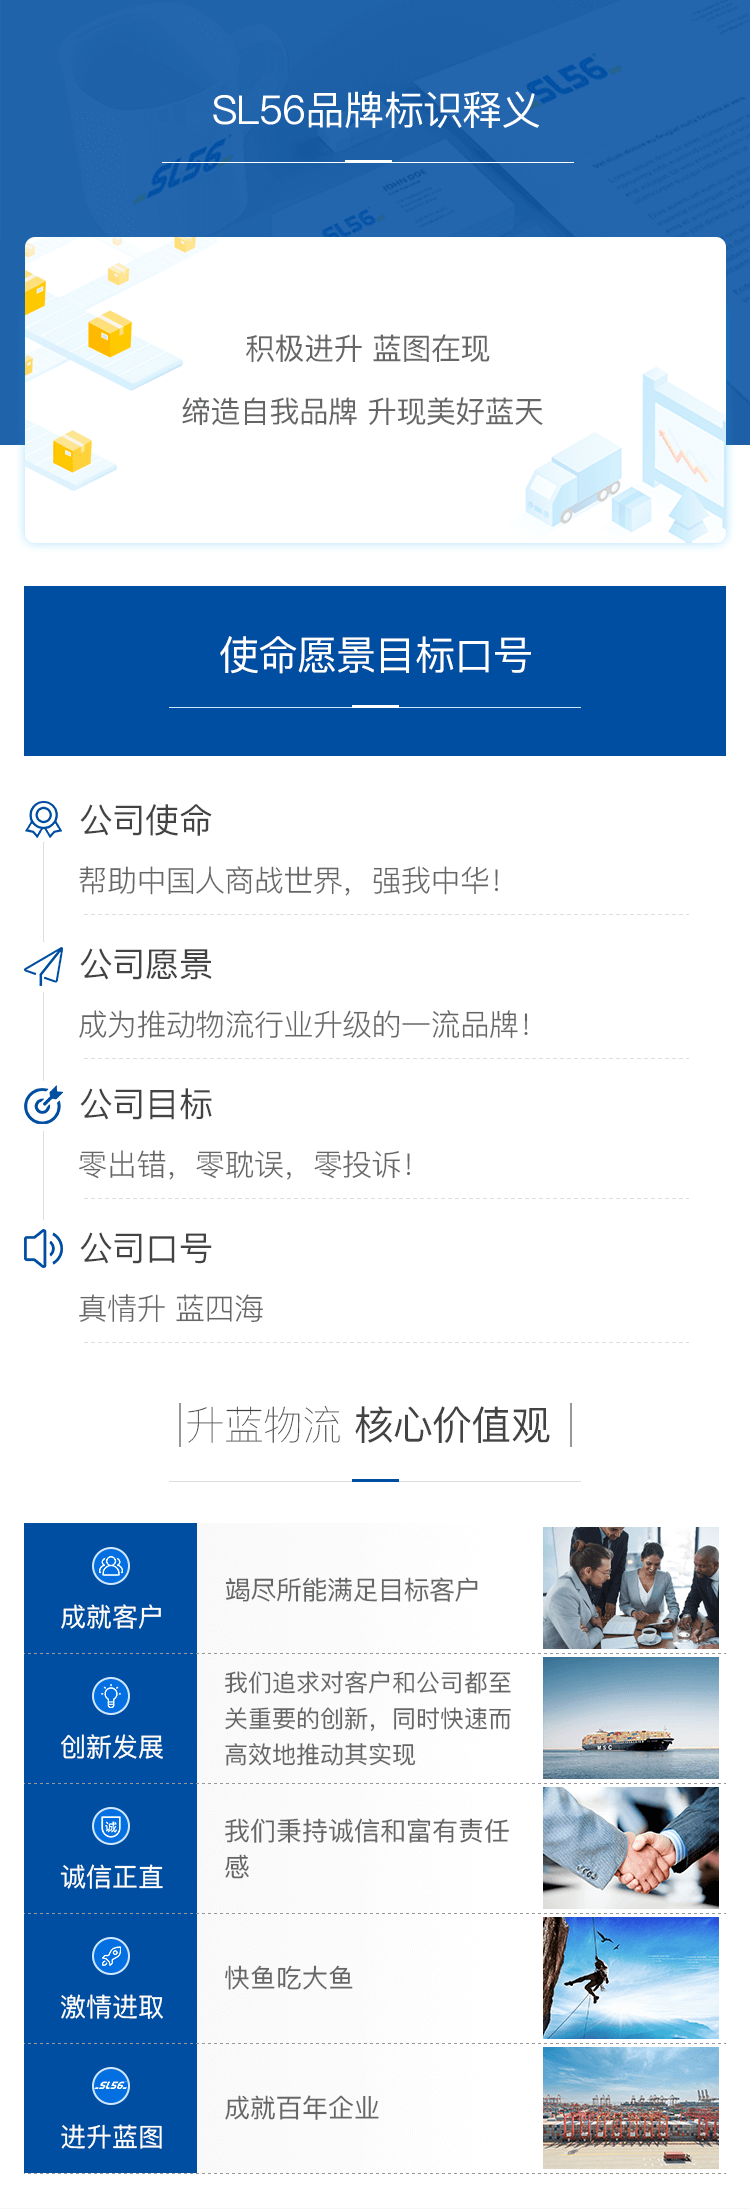 SL56品牌标识释义
SL56
SL56
JOHN DOE
SL56
积极进升 蓝图在现
缔造自我品牌 升现美好蓝天
使命愿景目标口号
公司使命
帮助中国人商战世界，强我中华！
公司愿景
成为推动物流行业升级的一流品牌！
公司目标
零出错，零耽误，零投诉！
公司口号
真情升 蓝四海
升蓝物流 核心价值观
成就客户
竭尽所能满足目标客户
创新发展
我们追求对客户和公司都至
关重要的创新，同时快速而
高效地推动其实现
MSC
诚
诚信正直
我们秉持诚信和富有责任
感
激情进取
快鱼吃大鱼
SL56
进升蓝图
成就百年企业